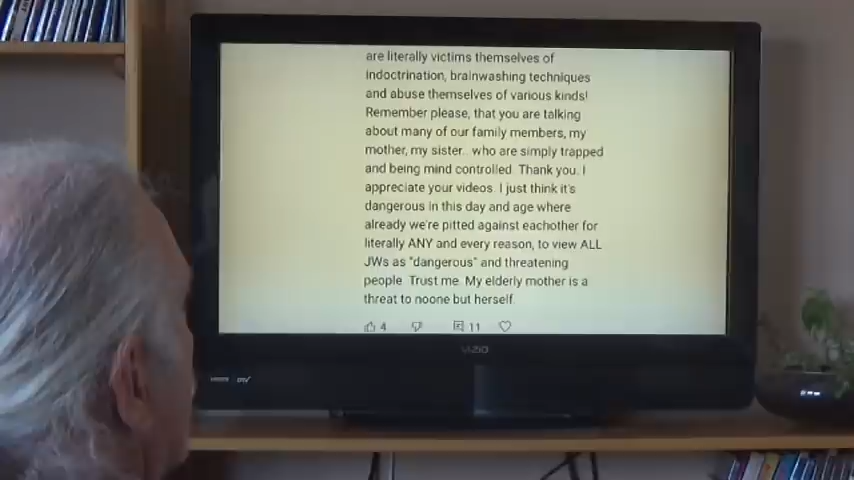 are literally victims themselves of
indoctrination, brainwashing techniques
and abuse themselves of various kinds!
Remember please, that you are talking
about many of our family members, my
mother, my sister.. who are simply trapped
and being mind controlled. Thank you. I
appreciate your videos. I just think it's
dangerous in this day and age where
already we're pitted against eachother for
literally ANY and every reason, to view ALL
JWs as "dangerous" and threatening
people. Trust me. My elderly mother is a
threat to noone but herself.
4 11
VIZIO